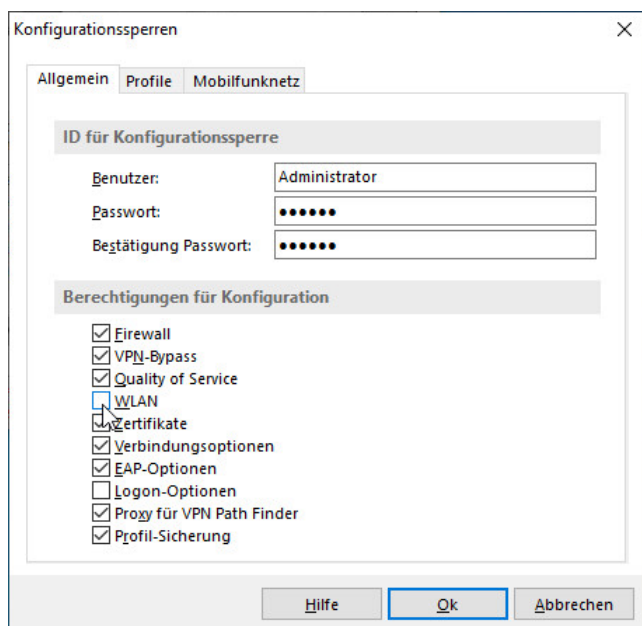 Konfigurationssperren
Allgemein Profile Mobilfunknetz
ID für Konfigurationssperre
Benutzer: Administrator
Passwort: ●●●●●●
Bestätigung Passwort: ●●●●●●
Berechtigungen für Konfiguration
Firewall
VPN-Bypass
Quality of Service
WLAN
Zertifikate
Verbindungsoptionen
EAP-Optionen
Logon-Optionen
Proxy für VPN Path Finder
Profil-Sicherung
Hilfe Ok Abbrechen